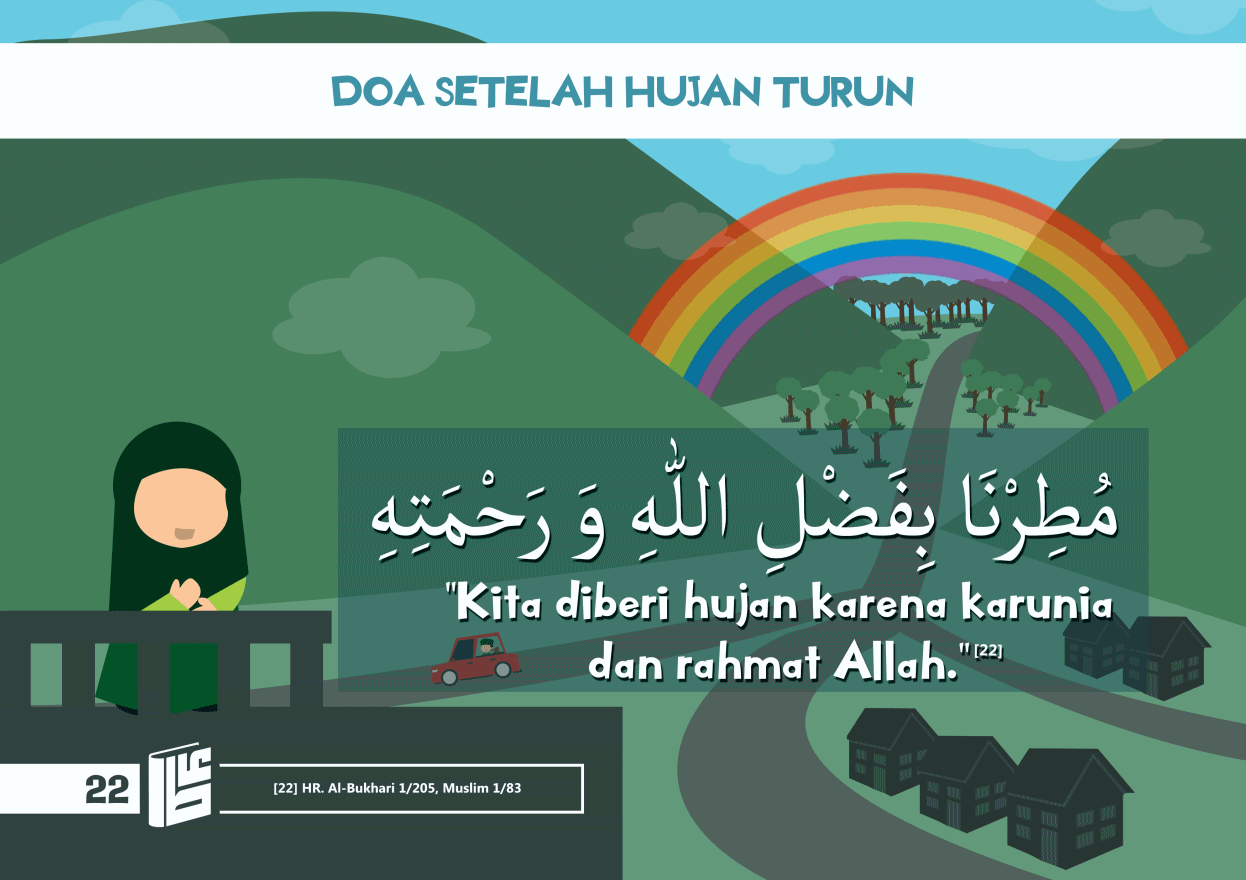 DOA SETELAH HUJAN TURUN
مُطِرْنَا بِفَضْلِ اللّٰهِ وَ رَحْمَتِهِ
"Kita diberi hujan karena karunia
dan rahmat Allah." [22]
22
[22] HR. Al-Bukhari 1/205, Muslim 1/83